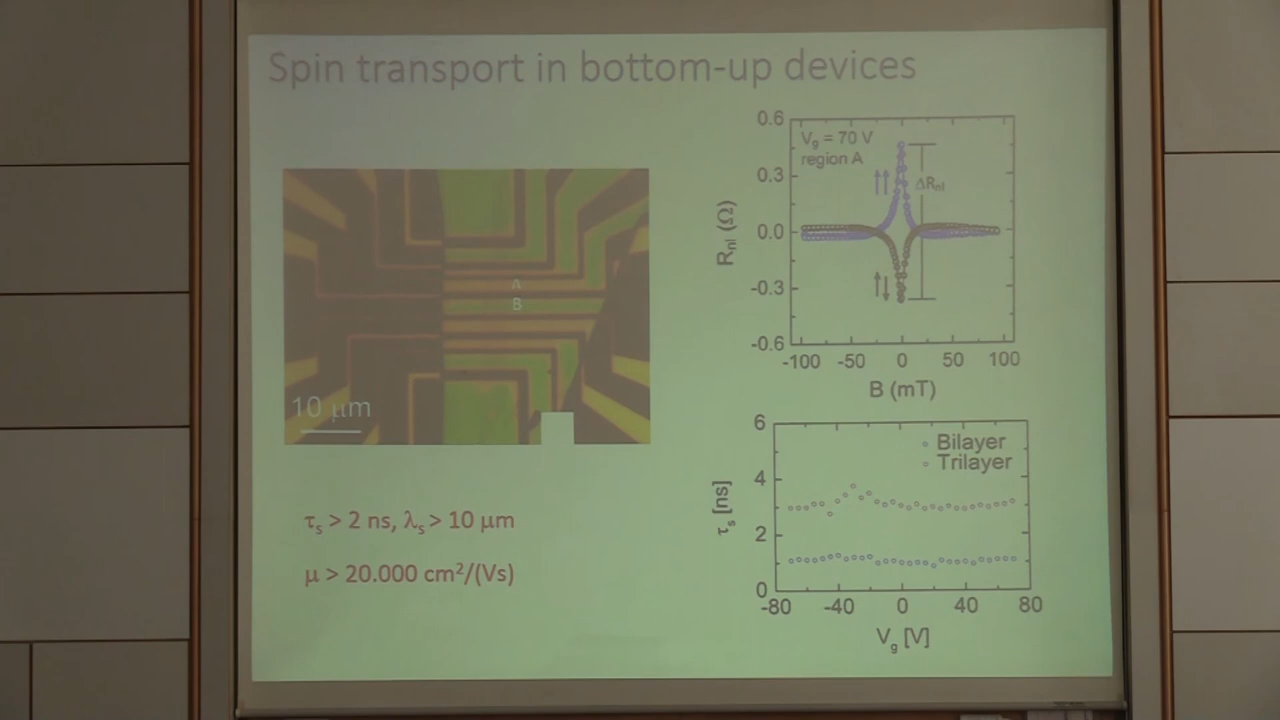 Spin transport in bottom-up devices
A
B
10 μm
τs > 2 ns, λs > 10 μm
μ > 20.000 cm²/(Vs)
0.6
0.3
0.0
-0.3
-0.6
Rnl (Ω)
Vg = 70 V
region A
↑↑
ΔRnl
↑↓
-100 -50 0 50 100
B (mT)
6
4
2
0
τs [ns]
Bilayer
Trilayer
-80 -40 0 40 80
Vg [V]